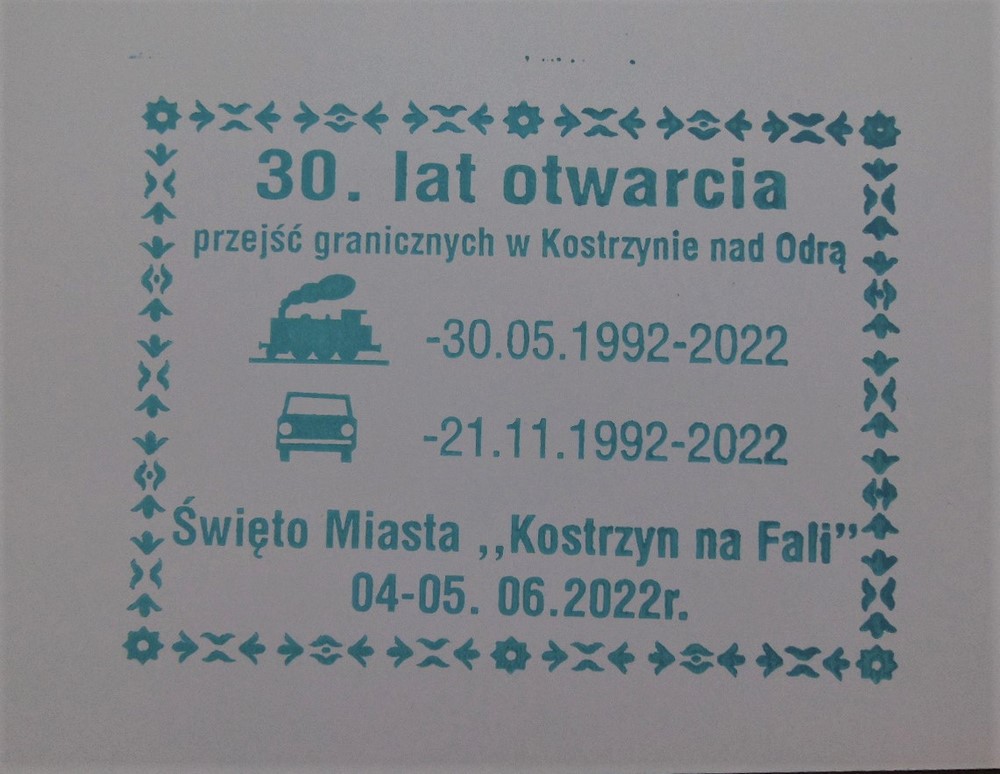 30. lat otwarcia
przejść granicznych w Kostrzynie nad Odrą
-30.05.1992-2022
-21.11.1992-2022
Święto Miasta ,,Kostrzyn na Fali”
04-05. 06.2022r.